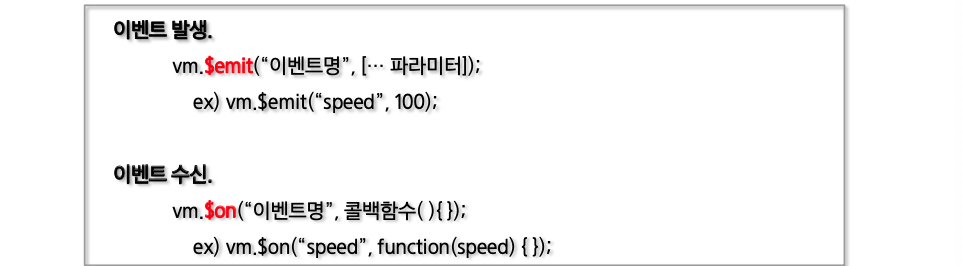 이벤트 발생.
vm.$emit(“이벤트명”, [… 파라미터]);
ex) vm.$emit(“speed”, 100);
이벤트 수신.
vm.$on(“이벤트명”, 콜백함수( ){ });
ex) vm.$on(“speed”, function(speed) { });